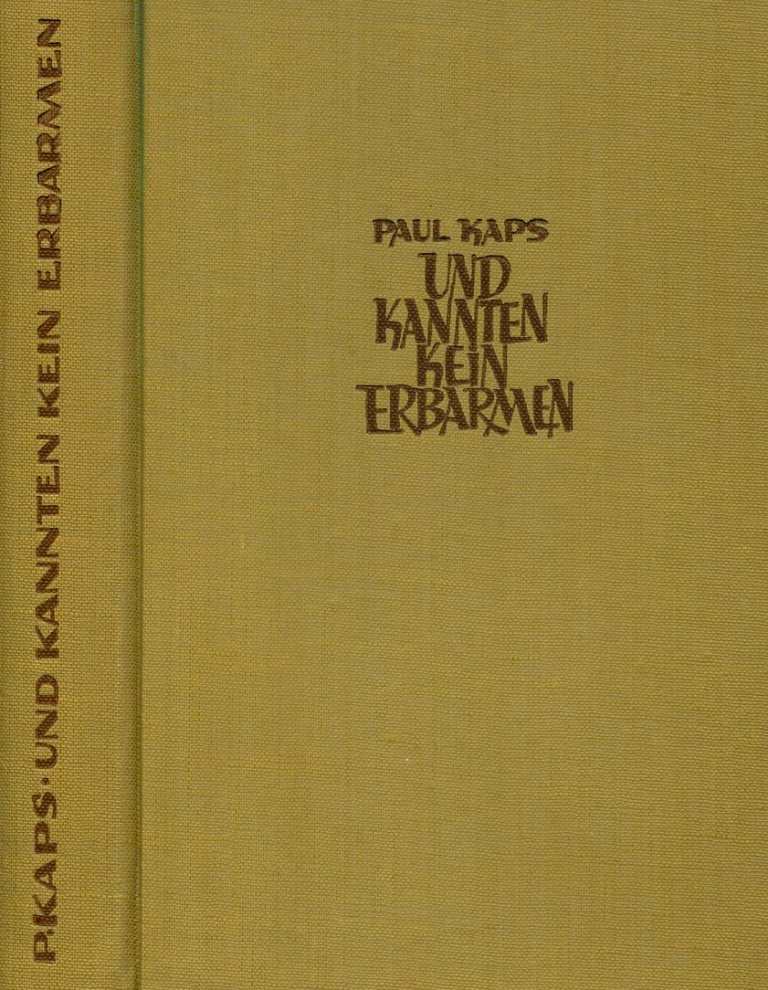 P. KAPS · UND KANNTEN KEIN ERBARMEN
PAUL KAPS
UND
KANNTEN
KEIN
ERBARMEN